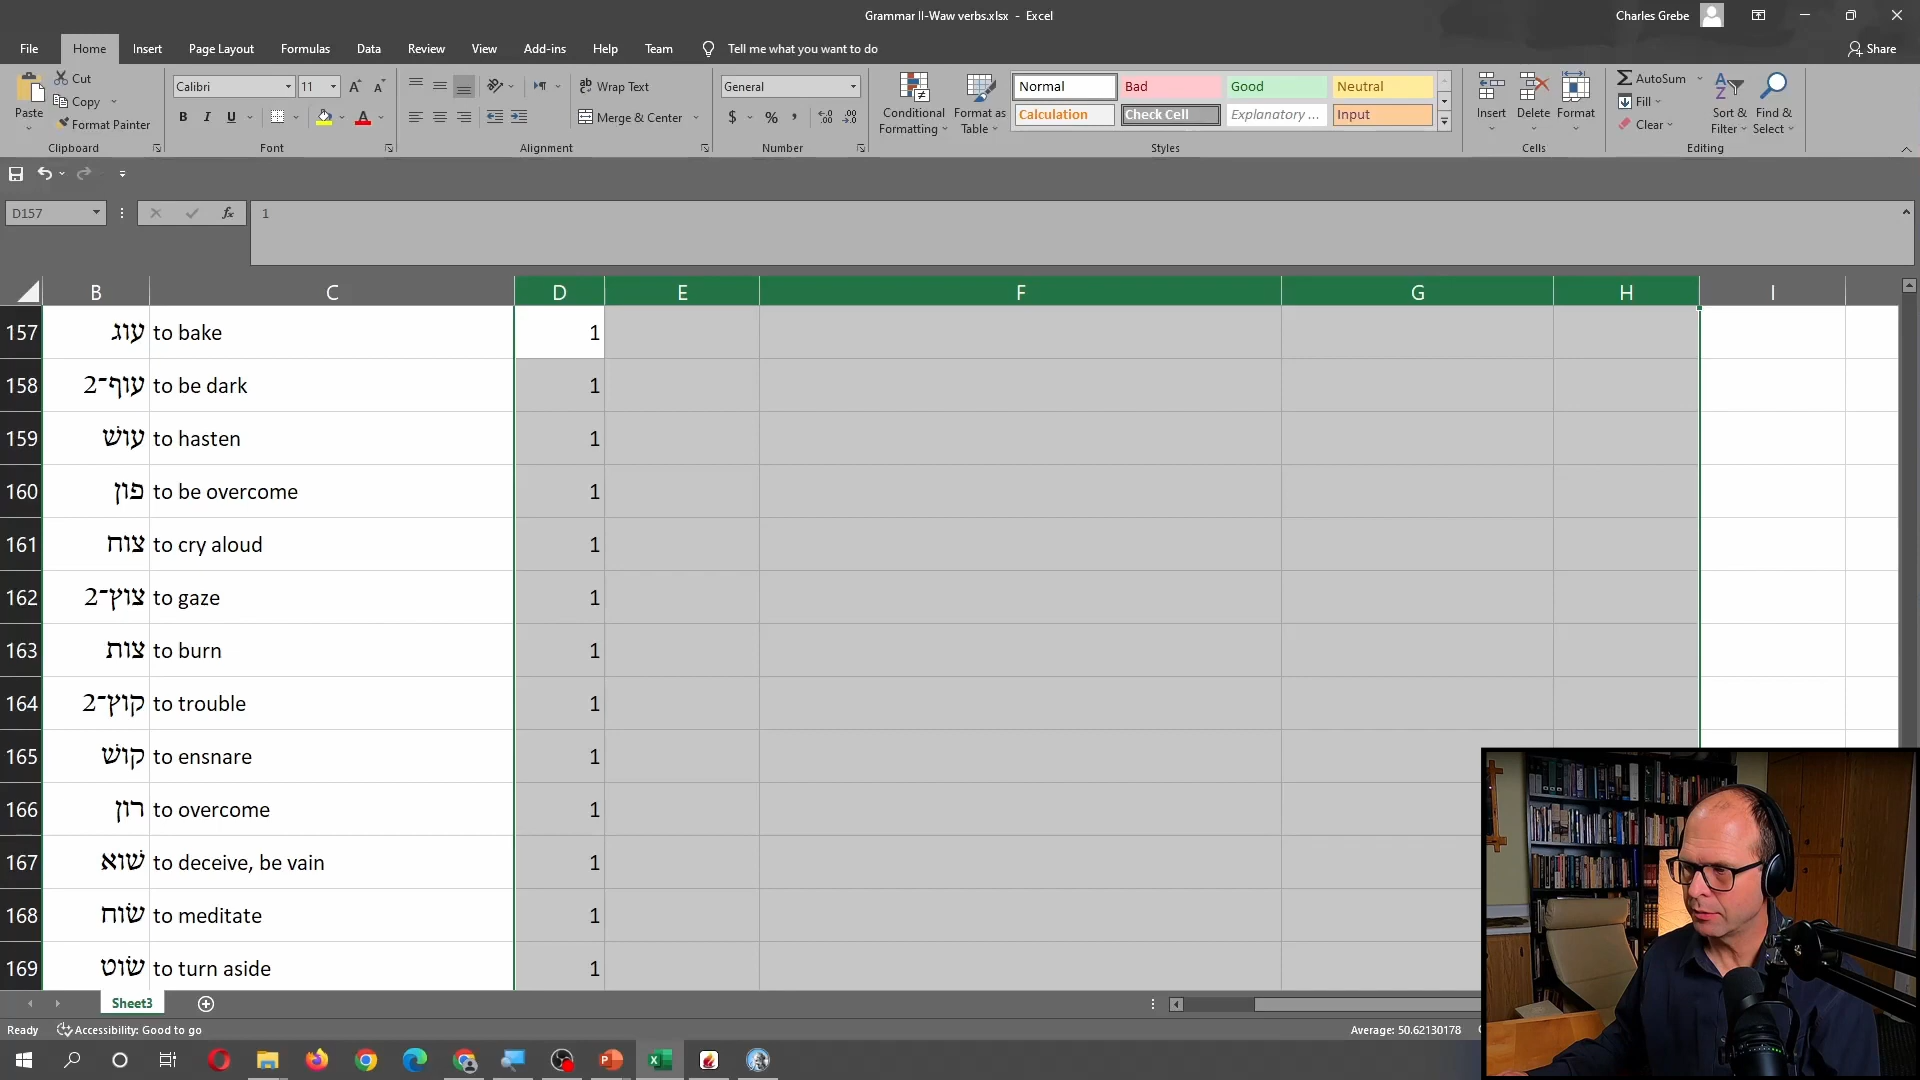 Grammar II-Waw verbs.xlsx - Excel
Charles Grebe
File Home Insert Page Layout Formulas Data Review View Add-ins Help Team Tell me what you want to do
Share
Paste
Cut
Copy
Format Painter
Clipboard
Calibri 11
B I U
Font
Wrap Text
Merge & Center
Alignment
General
$ % ,
Number
Conditional Formatting
Format as Table
Normal Bad Good Neutral
Calculation Check Cell Explanatory ... Input
Styles
Insert Delete Format
Cells
AutoSum
Fill
Clear
Sort & Filter
Find & Select
Editing
D157 fx 1
B C D E F G H I
157 עוג to bake 1
158 עוף־2 to be dark 1
159 עושׁ to hasten 1
160 פון to be overcome 1
161 צוח to cry aloud 1
162 צוץ־2 to gaze 1
163 צות to burn 1
164 קוץ־2 to trouble 1
165 קושׁ to ensnare 1
166 רון to overcome 1
167 שׁוא to deceive, be vain 1
168 שׂוח to meditate 1
169 שׂוט to turn aside 1
Sheet3
Ready Accessibility: Good to go Average: 50.62130178